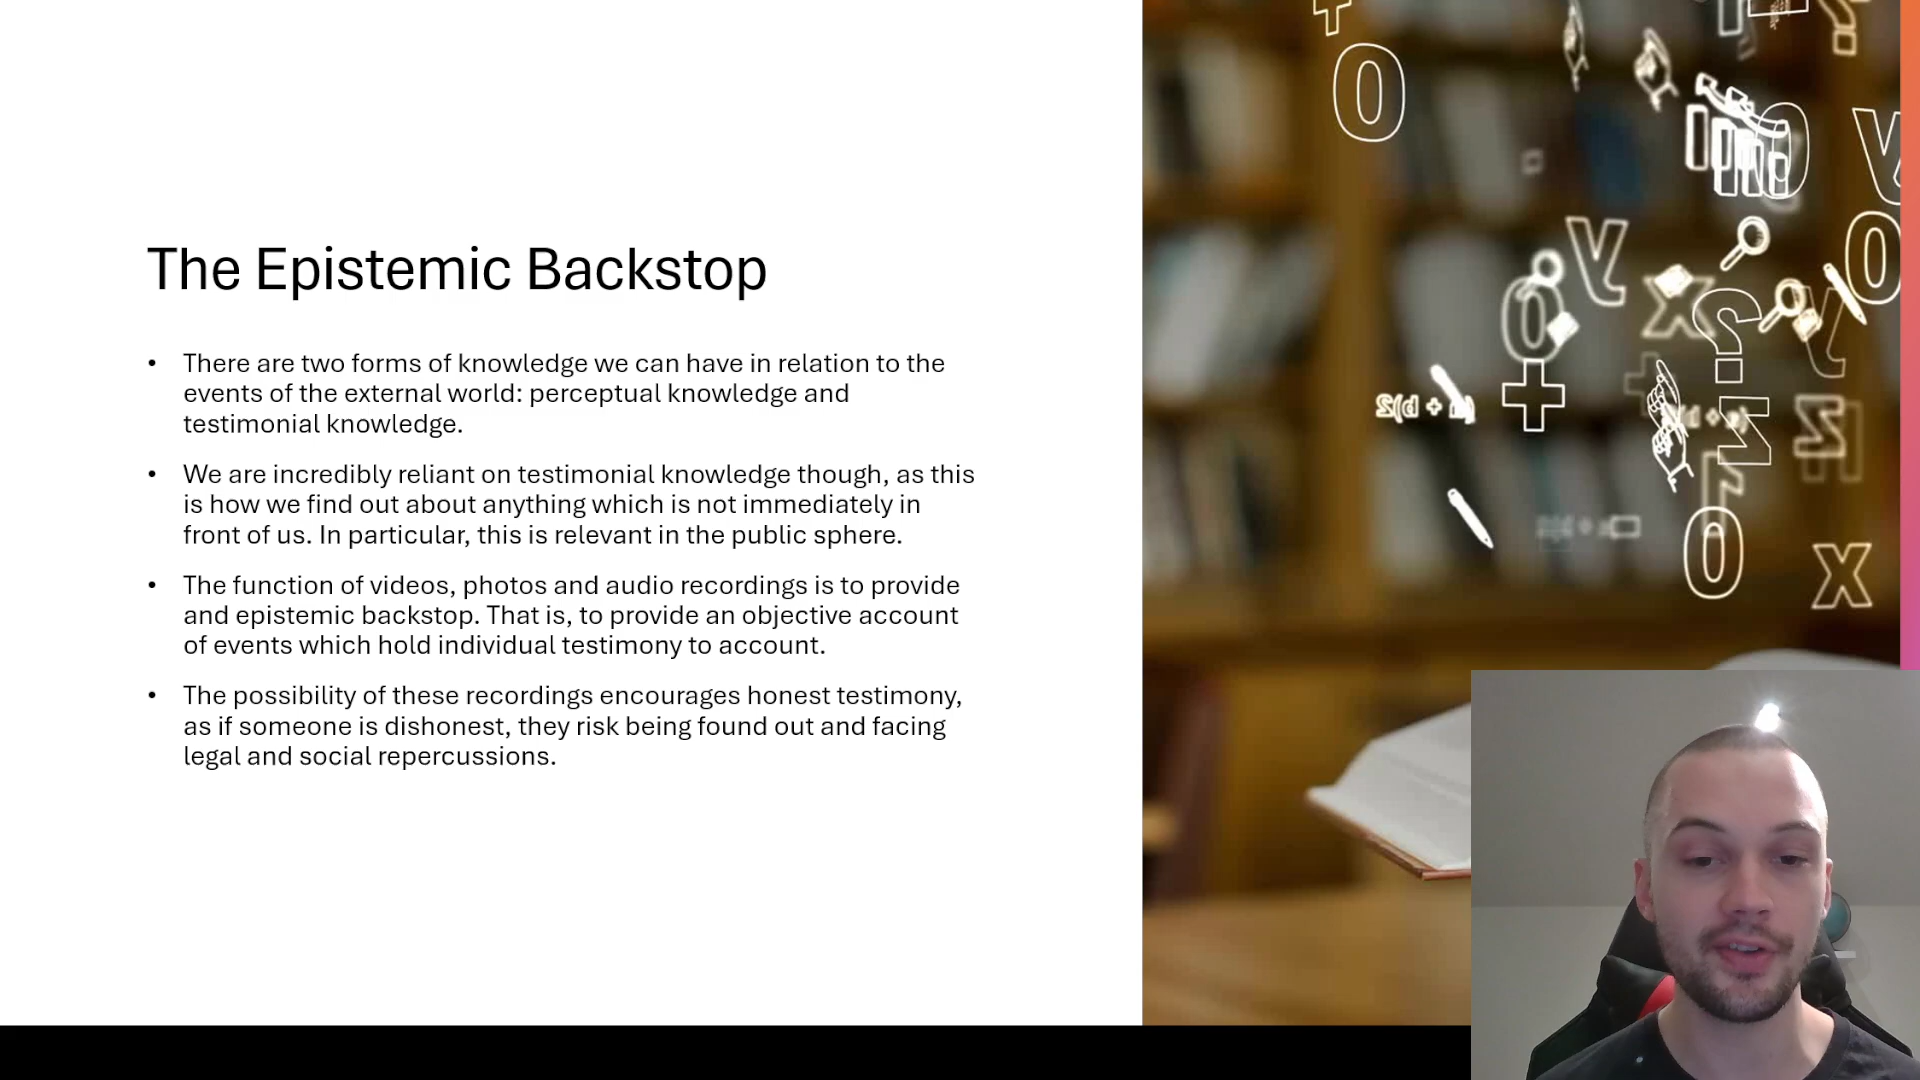 The Epistemic Backstop
• There are two forms of knowledge we can have in relation to the
events of the external world: perceptual knowledge and
testimonial knowledge.
• We are incredibly reliant on testimonial knowledge though, as this
is how we find out about anything which is not immediately in
front of us. In particular, this is relevant in the public sphere.
• The function of videos, photos and audio recordings is to provide
and epistemic backstop. That is, to provide an objective account
of events which hold individual testimony to account.
• The possibility of these recordings encourages honest testimony,
as if someone is dishonest, they risk being found out and facing
legal and social repercussions.